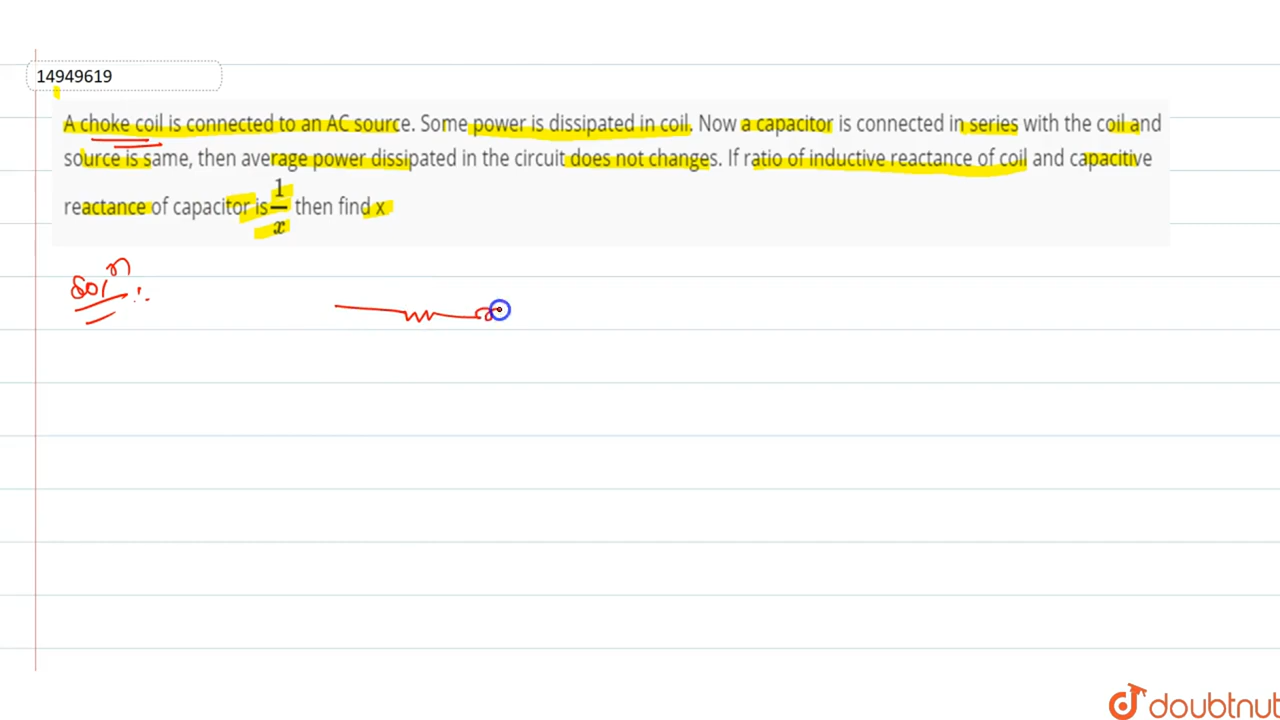 14949619
A choke coil is connected to an AC source. Some power is dissipated in coil. Now a capacitor is connected in series with the coil and
source is same, then average power dissipated in the circuit does not changes. If ratio of inductive reactance of coil and capacitive
reactance of capacitor is 1/x then find x
Solⁿ:
doubtnut